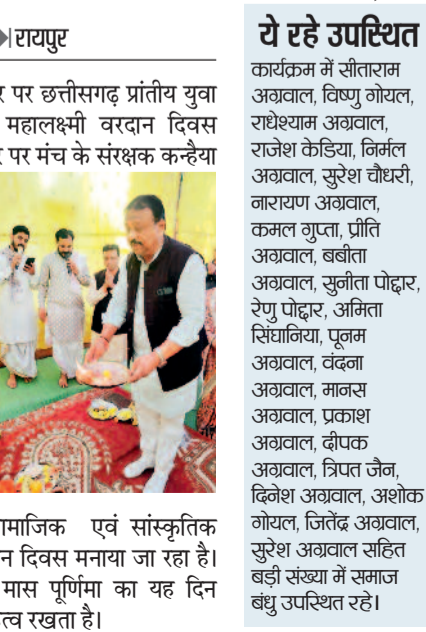 रायपुर
पर छत्तीसगढ़ प्रांतीय युवा
महालक्ष्मी वरदान दिवस
पर मंच के संरक्षक कन्हैया
एवं सांस्कृतिक
दिवस मनाया जा रहा है।
मास पूर्णिमा का यह दिन
रखता है।
ये रहे उपस्थित
कार्यक्रम में सीताराम
अग्रवाल, विष्णु गोयल,
राधेश्याम अग्रवाल,
राजेश केडिया, निर्मल
अग्रवाल, सुरेश चौधरी,
नारायण अग्रवाल,
कमल गुप्ता, प्रीति
अग्रवाल, बबीता
अग्रवाल, सुनीता पोद्दार,
रेणु पोद्दार, अमिता
सिंघानिया, पूनम
अग्रवाल, वंदना
अग्रवाल, मानस
अग्रवाल, प्रकाश
अग्रवाल, दीपक
अग्रवाल, त्रिपत जैन,
दिनेश अग्रवाल, अशोक
गोयल, जितेंद्र अग्रवाल,
सुरेश अग्रवाल सहित
बड़ी संख्या में समाज
बंधु उपस्थित रहे।